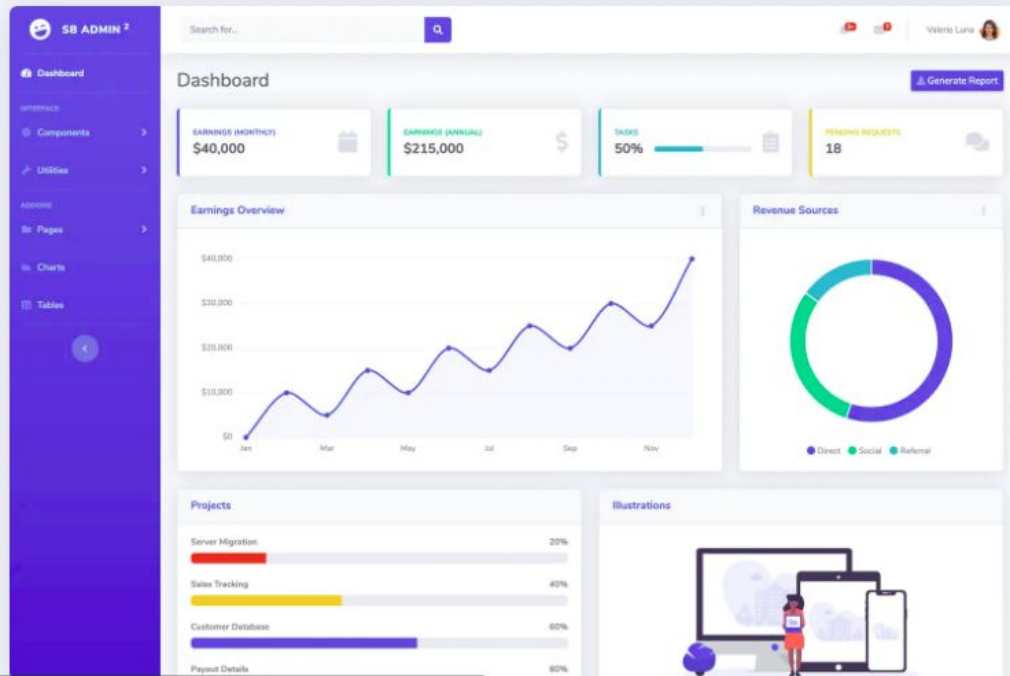 SB ADMIN 2
Search for...
Valerie Luna
Dashboard
INTERFACE
Components
Utilities
ADDONS
Pages
Charts
Tables
Dashboard
Generate Report
EARNINGS (MONTHLY)
$40,000
EARNINGS (ANNUAL)
$215,000
TASKS
50%
PENDING REQUESTS
18
Earnings Overview
$40,000
$30,000
$20,000
$10,000
$0
Jan Mar May Jul Sep Nov
Revenue Sources
Direct Social Referral
Projects
Server Migration 20%
Sales Tracking 40%
Customer Database 60%
Payout Details 80%
Illustrations